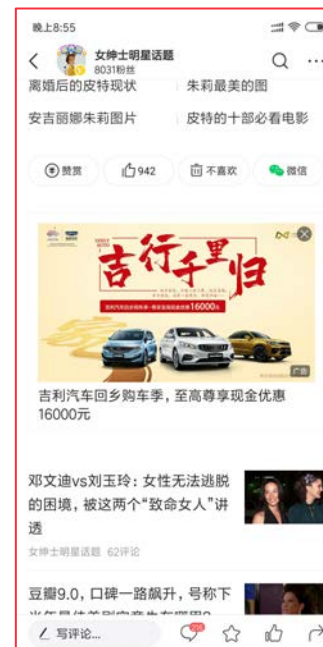 晚上8:55
女绅士明星话题
8031粉丝
离婚后的皮特现状 朱莉最美的图
安吉丽娜朱莉图片 皮特的十部必看电影
赞赏 942 不喜欢 微信
吉行千里归
16000
广告
吉利汽车回乡购车季，至高尊享现金优惠
16000元
邓文迪vs刘玉玲：女性无法逃脱
的困境，被这两个“致命女人”讲
透
女绅士明星话题 62评论
豆瓣9.0，口碑一路飙升，号称下
写评论...